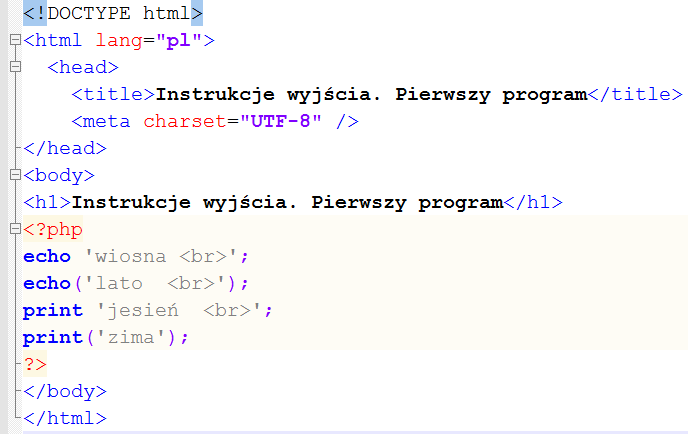 <!DOCTYPE html>
<html lang="pl">
  <head>
    <title>Instrukcje wyjścia. Pierwszy program</title>
    <meta charset="UTF-8" />
</head>
<body>
<h1>Instrukcje wyjścia. Pierwszy program</h1>
<?php
echo 'wiosna <br>';
echo('lato  <br>');
print 'jesień  <br>';
print('zima');
?>
</body>
</html>